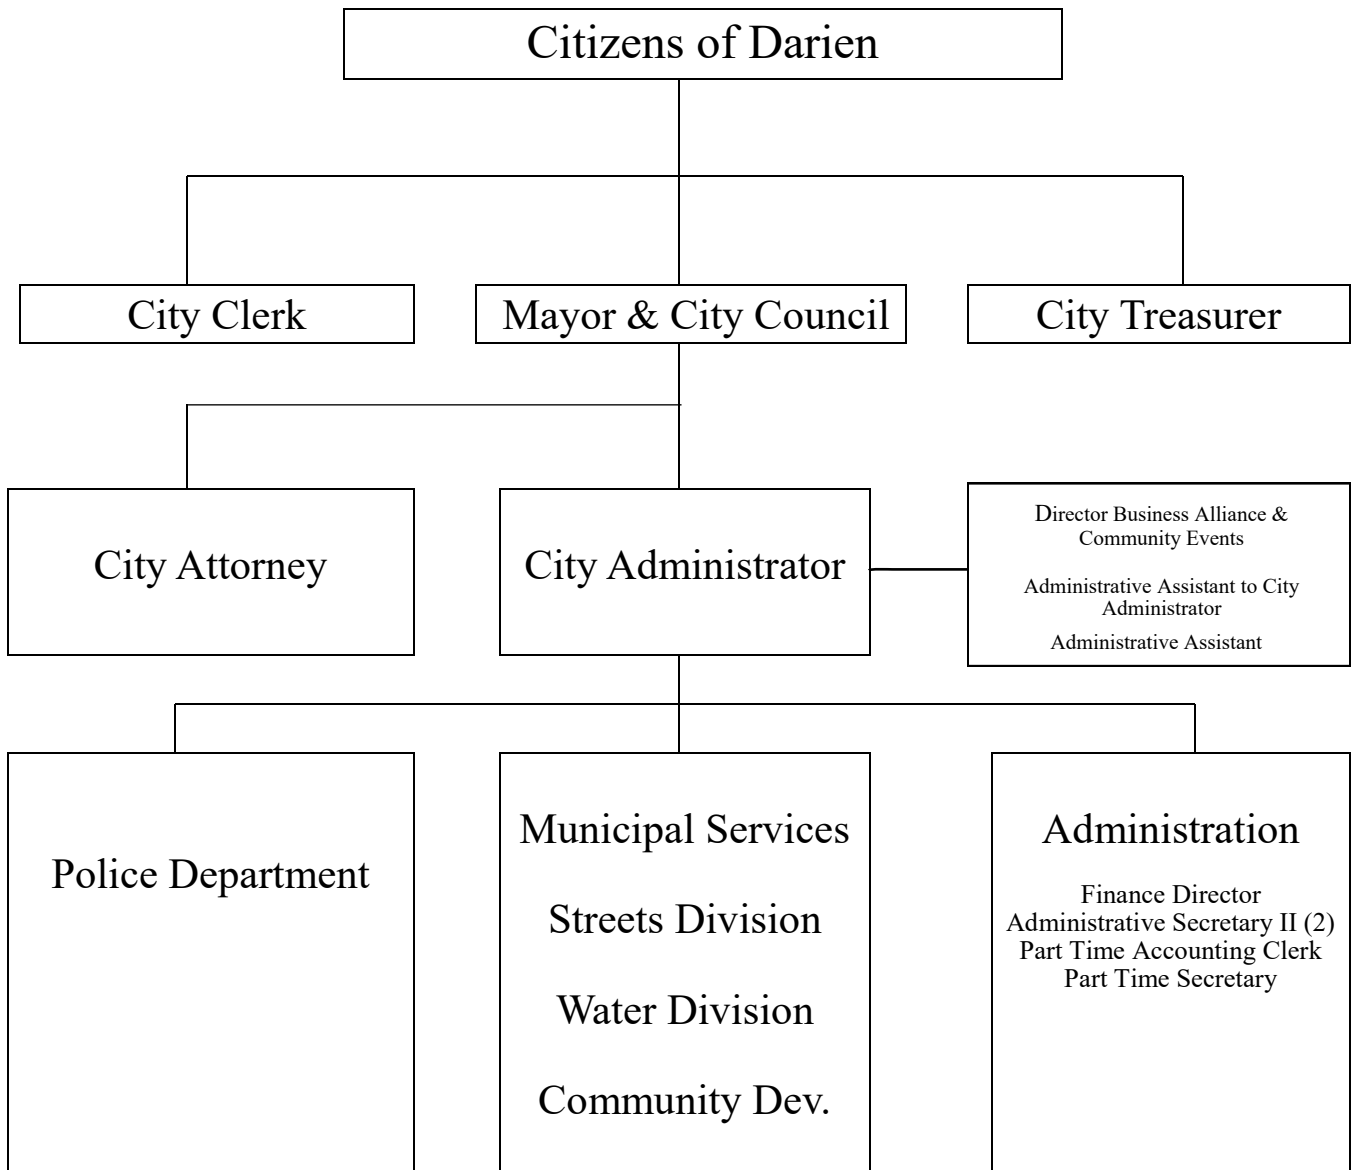 Citizens of Darien
City Clerk
Mayor & City Council
City Treasurer
City Attorney
City Administrator
Director Business Alliance &
Community Events
Administrative Assistant to City
Administrator
Administrative Assistant
Police Department
Municipal Services
Streets Division
Water Division
Community Dev.
Administration
Finance Director
Administrative Secretary II (2)
Part Time Accounting Clerk
Part Time Secretary